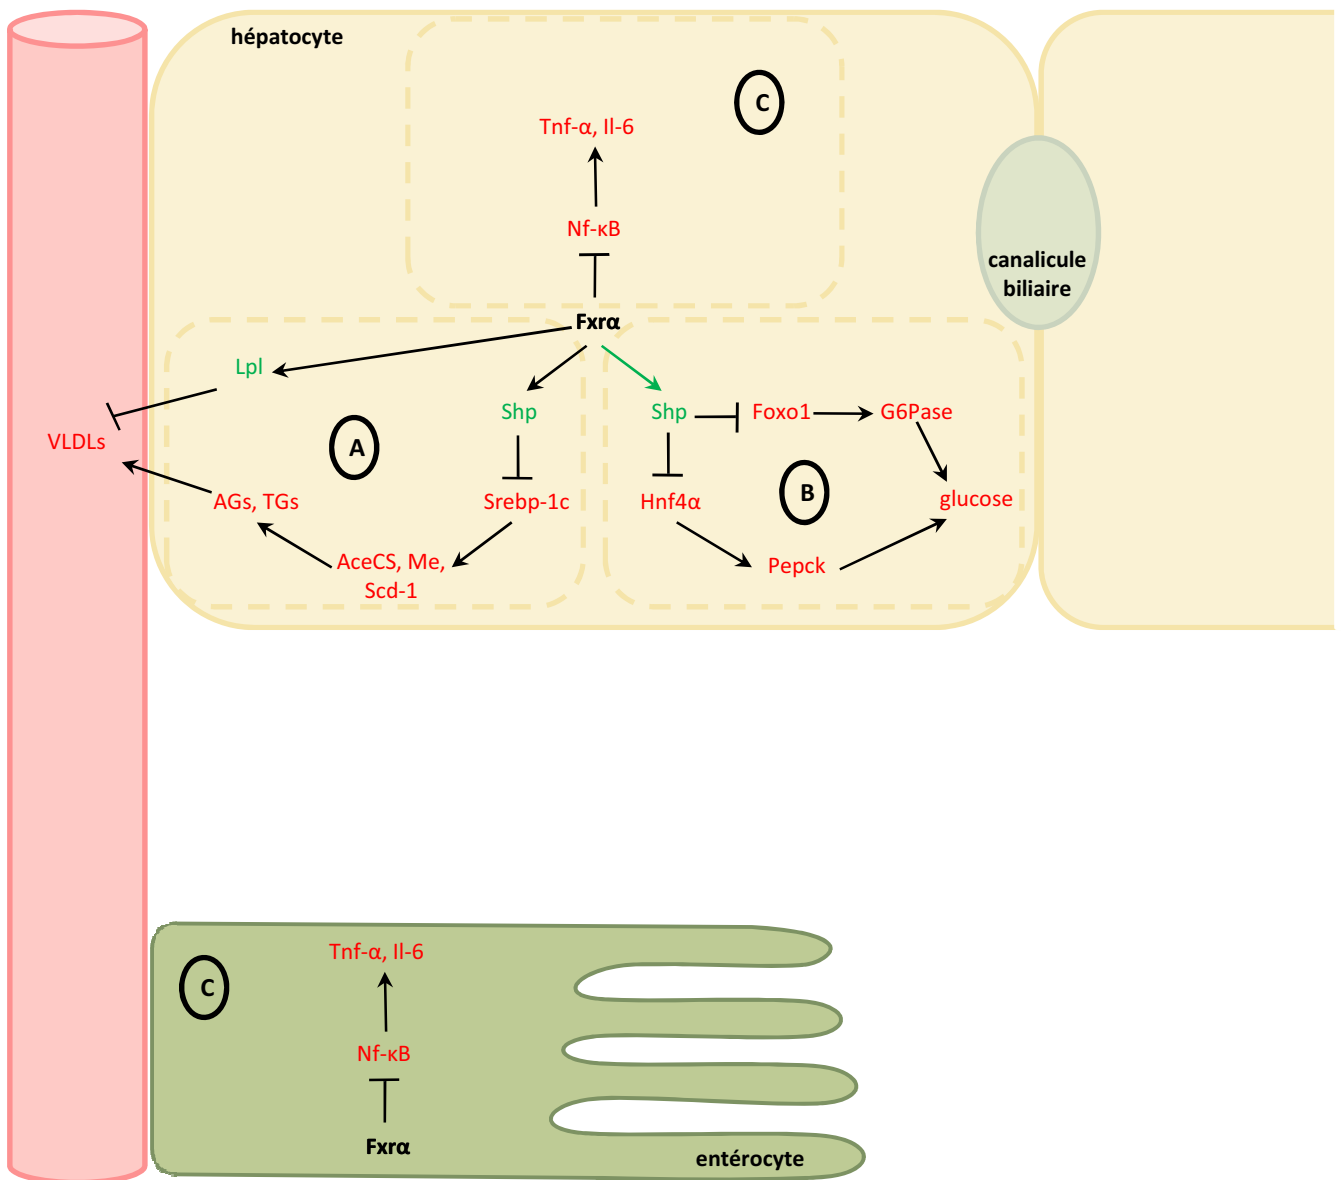 hépatocyte
C
Tnf-α, Il-6
Nf-κB
canalicule
biliaire
Fxrα
Lpl
Shp
Shp
Foxo1
G6Pase
VLDLs
A
AGs, TGs
Srebp-1c
Hnf4α
B
glucose
AceCS, Me,
Scd-1
Pepck
Tnf-α, Il-6
C
Nf-κB
Fxrα
entérocyte